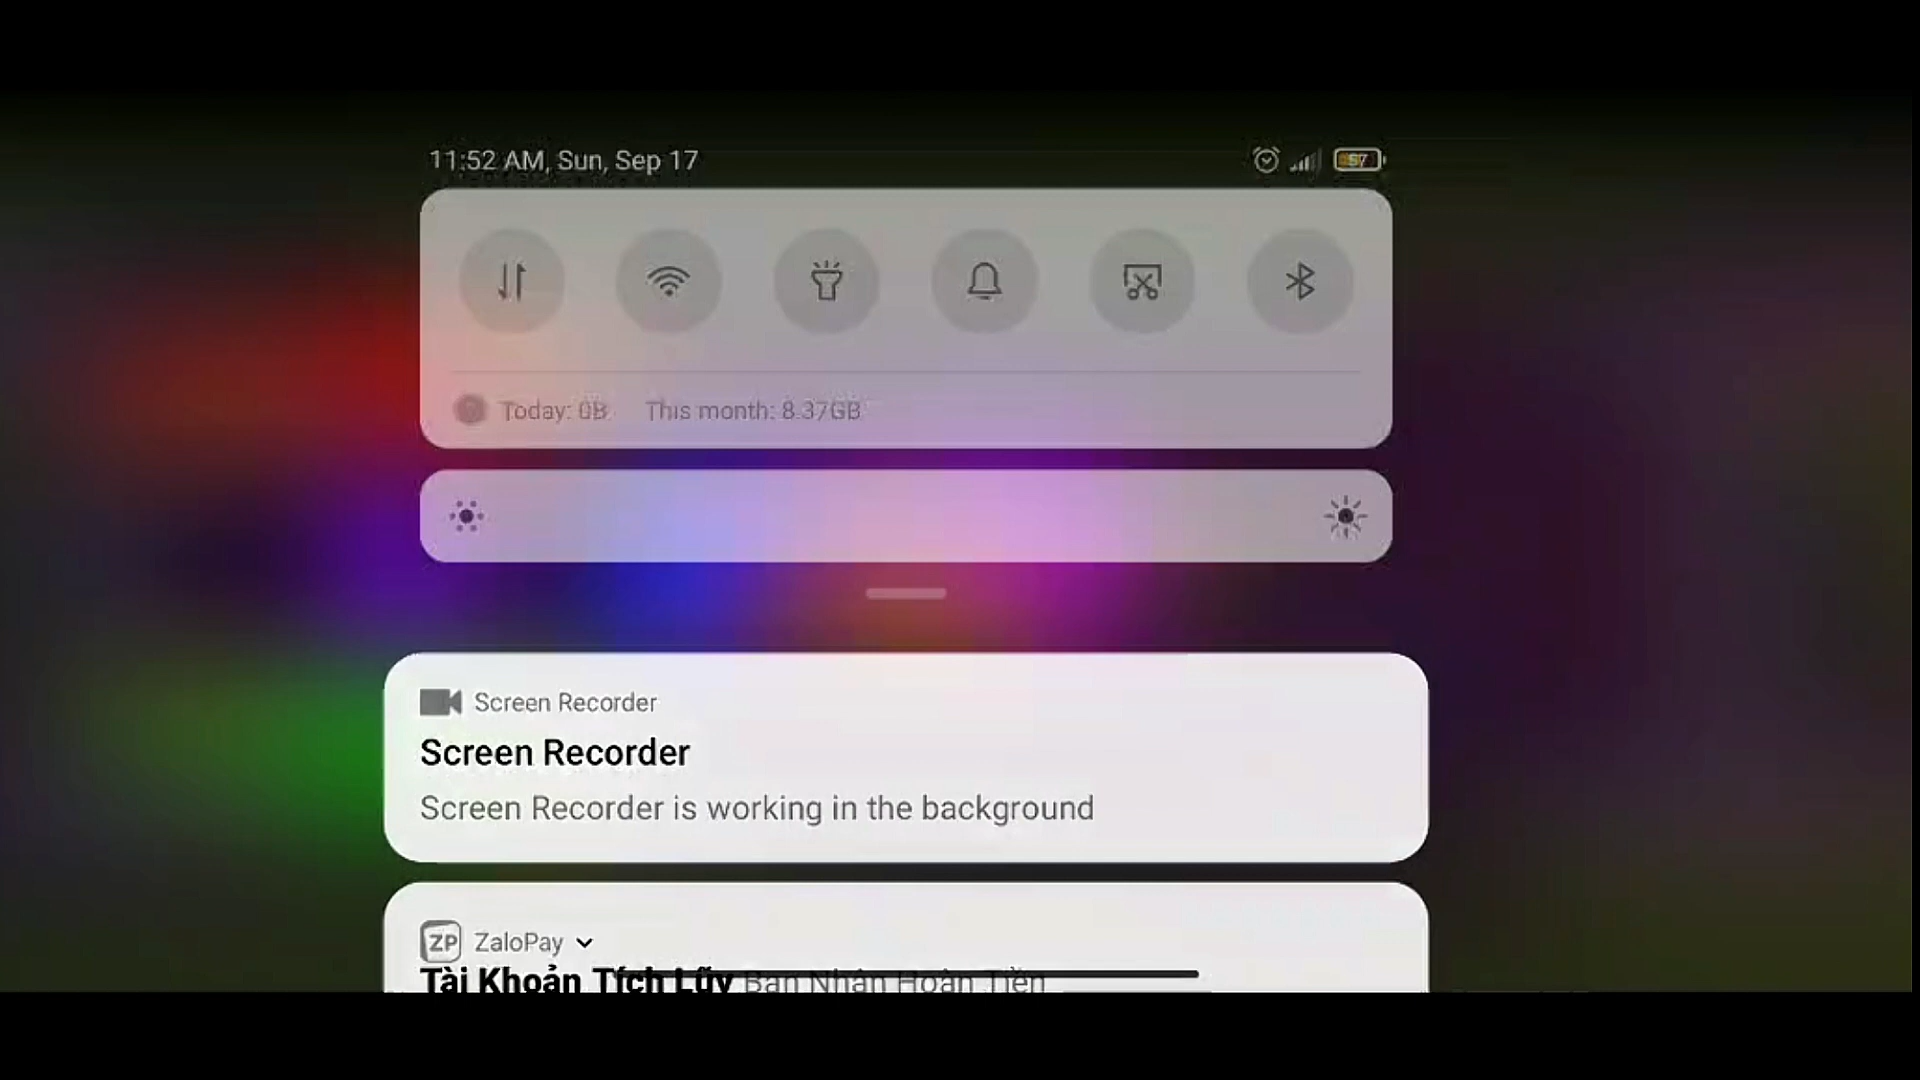 11:52 AM, Sun, Sep 17
57
Today: 0B This month: 8.37GB
Screen Recorder
Screen Recorder
Screen Recorder is working in the background
ZP ZaloPay
Tài Khoản Tích Lũy Bạn Nhận Hoàn Tiền